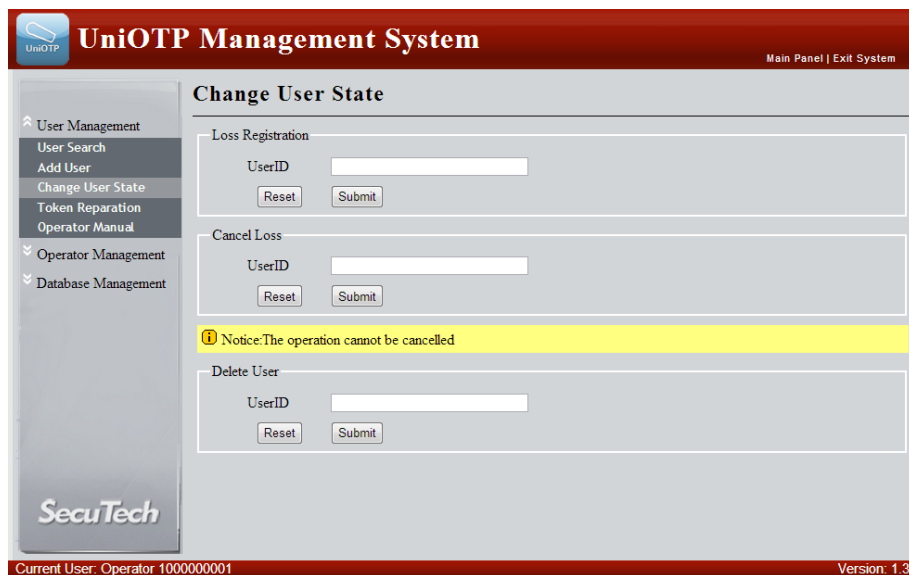 UniOTP
UniOTP Management System
Main Panel | Exit System
User Management
User Search
Add User
Change User State
Token Reparation
Operator Manual
Operator Management
Database Management
SecuTech
Change User State
Loss Registration
UserID
Reset Submit
Cancel Loss
UserID
Reset Submit
Notice:The operation cannot be cancelled
Delete User
UserID
Reset Submit
Current User: Operator 1000000001
Version: 1.3